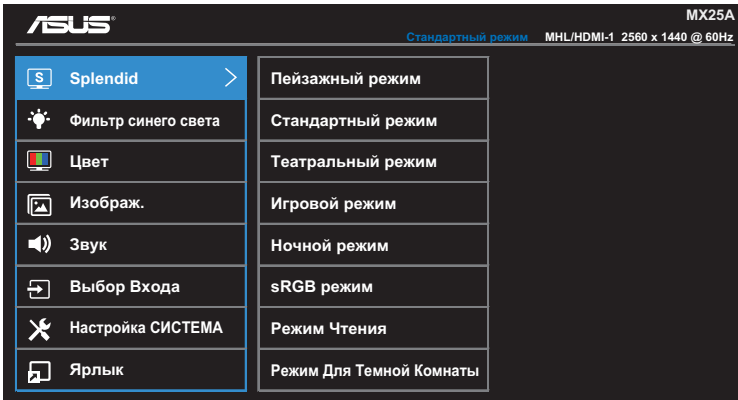 ASUS
MX25A
Стандартный режим MHL/HDMI-1 2560 x 1440 @ 60Hz
S Splendid
Фильтр синего света
Цвет
Изображ.
Звук
Выбор Входа
Настройка СИСТЕМА
Ярлык
Пейзажный режим
Стандартный режим
Театральный режим
Игровой режим
Ночной режим
sRGB режим
Режим Чтения
Режим Для Темной Комнаты